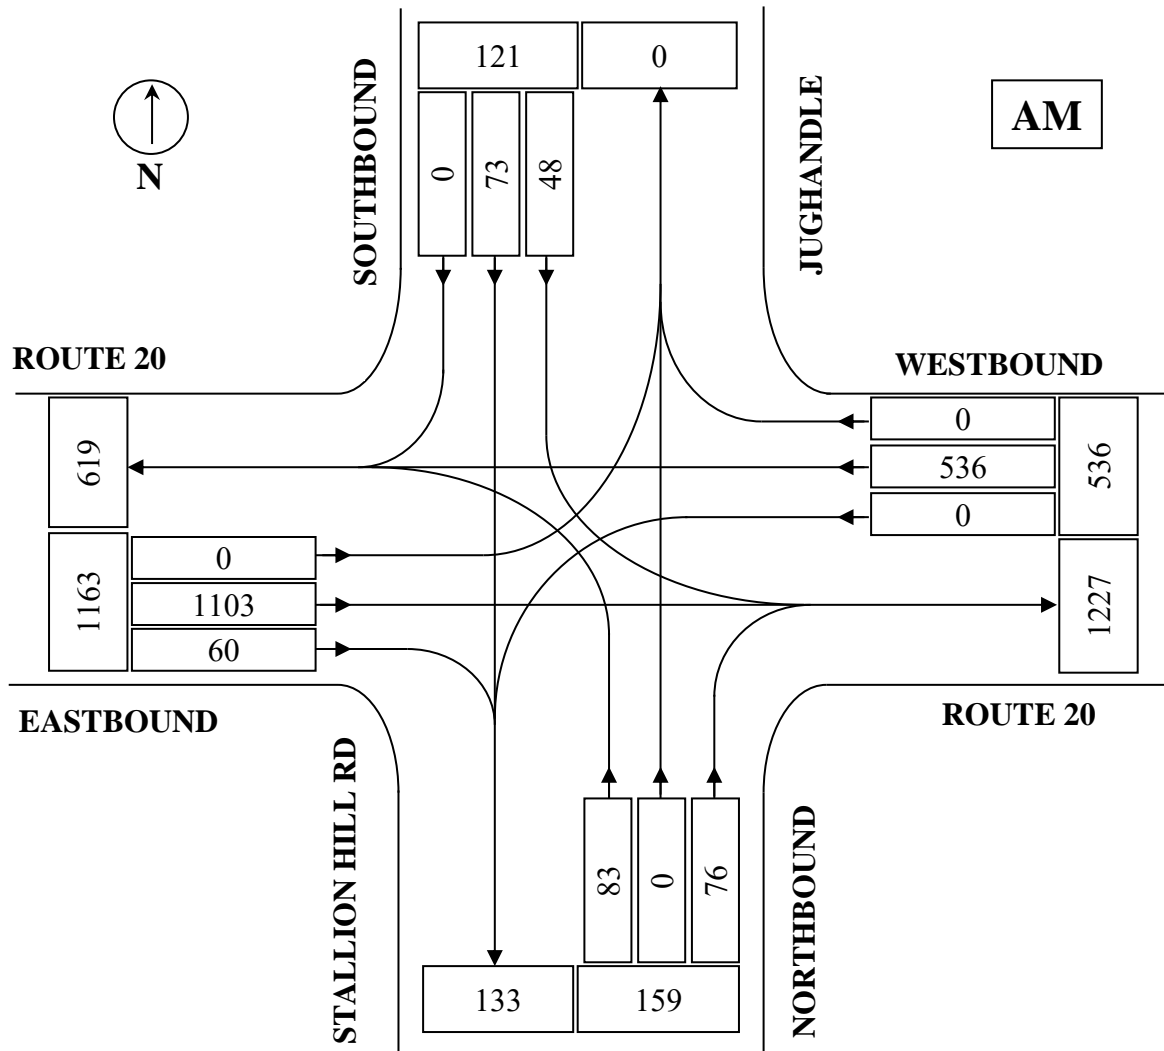 121
0
AM
N
SOUTHBOUND
0
73
48
JUGHANDLE
ROUTE 20
WESTBOUND
619
0
536
0
536
1163
0
1103
60
1227
EASTBOUND
ROUTE 20
STALLION HILL RD
83
0
76
NORTHBOUND
133
159